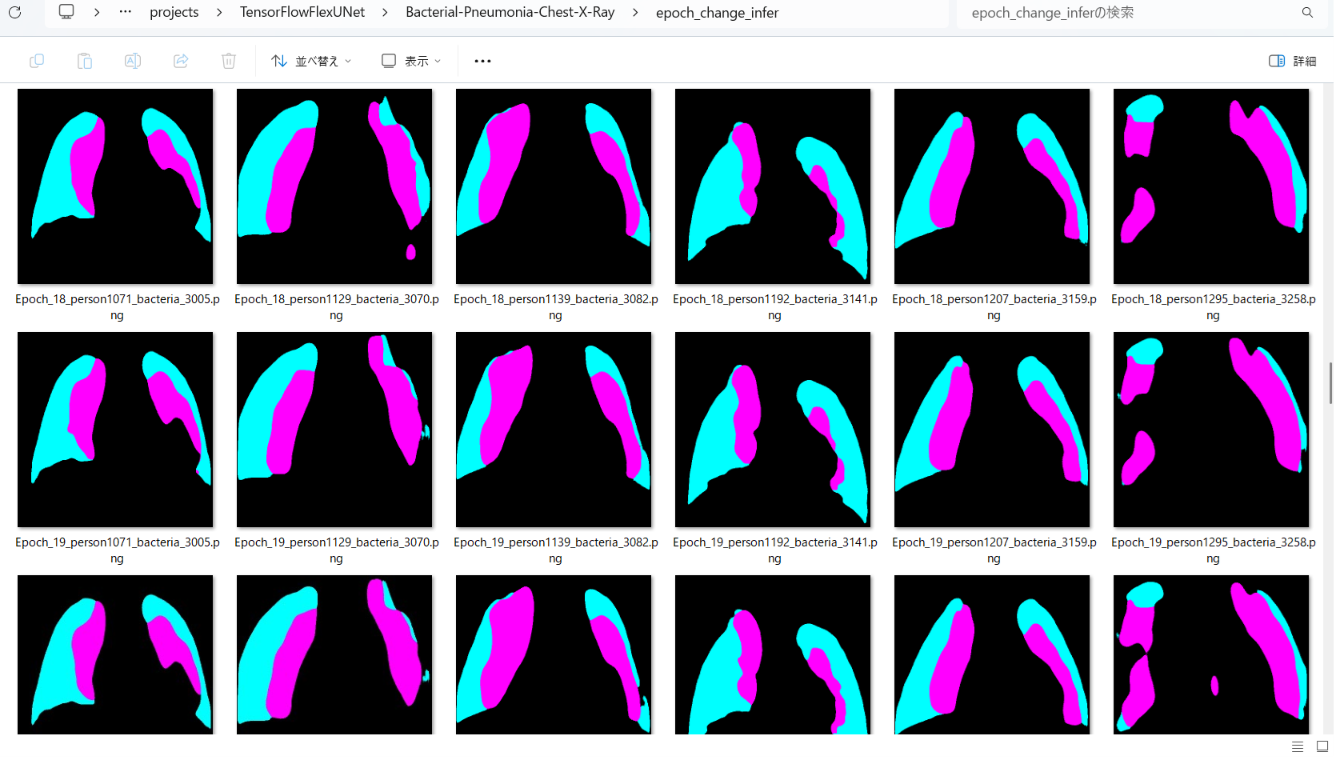 projects > TensorFlowFlexUNet > Bacterial-Pneumonia-Chest-X-Ray > epoch_change_infer
epoch_change_inferの検索
並べ替え 表示 詳細
Epoch_18_person1071_bacteria_3005.p
ng
Epoch_18_person1129_bacteria_3070.p
ng
Epoch_18_person1139_bacteria_3082.p
ng
Epoch_18_person1192_bacteria_3141.p
ng
Epoch_18_person1207_bacteria_3159.p
ng
Epoch_18_person1295_bacteria_3258.p
ng
Epoch_19_person1071_bacteria_3005.p
ng
Epoch_19_person1129_bacteria_3070.p
ng
Epoch_19_person1139_bacteria_3082.p
ng
Epoch_19_person1192_bacteria_3141.p
ng
Epoch_19_person1207_bacteria_3159.p
ng
Epoch_19_person1295_bacteria_3258.p
ng